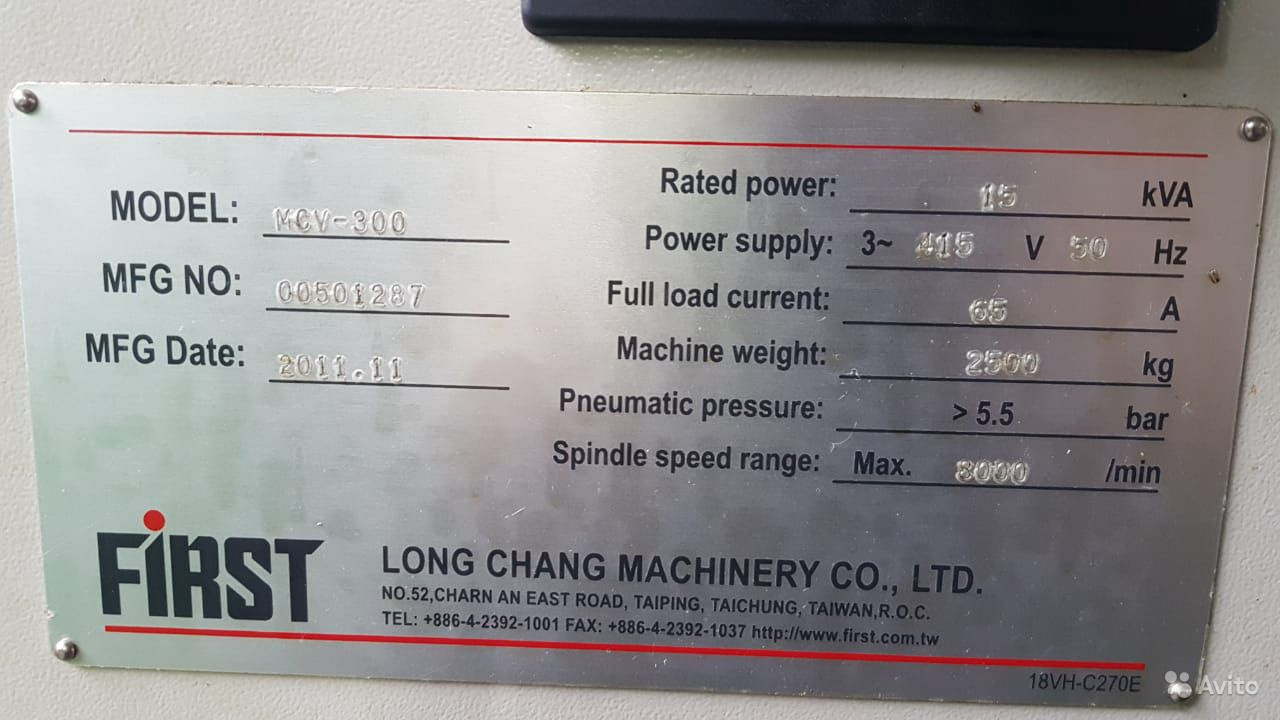 MODEL: MCV-300
MFG NO: 00501287
MFG Date: 2011.11
Rated power: 15 kVA
Power supply: 3~ 415 V 50 Hz
Full load current: 65 A
Machine weight: 2500 kg
Pneumatic pressure: > 5.5 bar
Spindle speed range: Max. 8000 /min
FIRST
LONG CHANG MACHINERY CO., LTD.
NO.52,CHARN AN EAST ROAD, TAIPING, TAICHUNG, TAIWAN,R.O.C.
TEL: +886-4-2392-1001 FAX: +886-4-2392-1037 http://www.first.com.tw
18VH-C270E
Avito